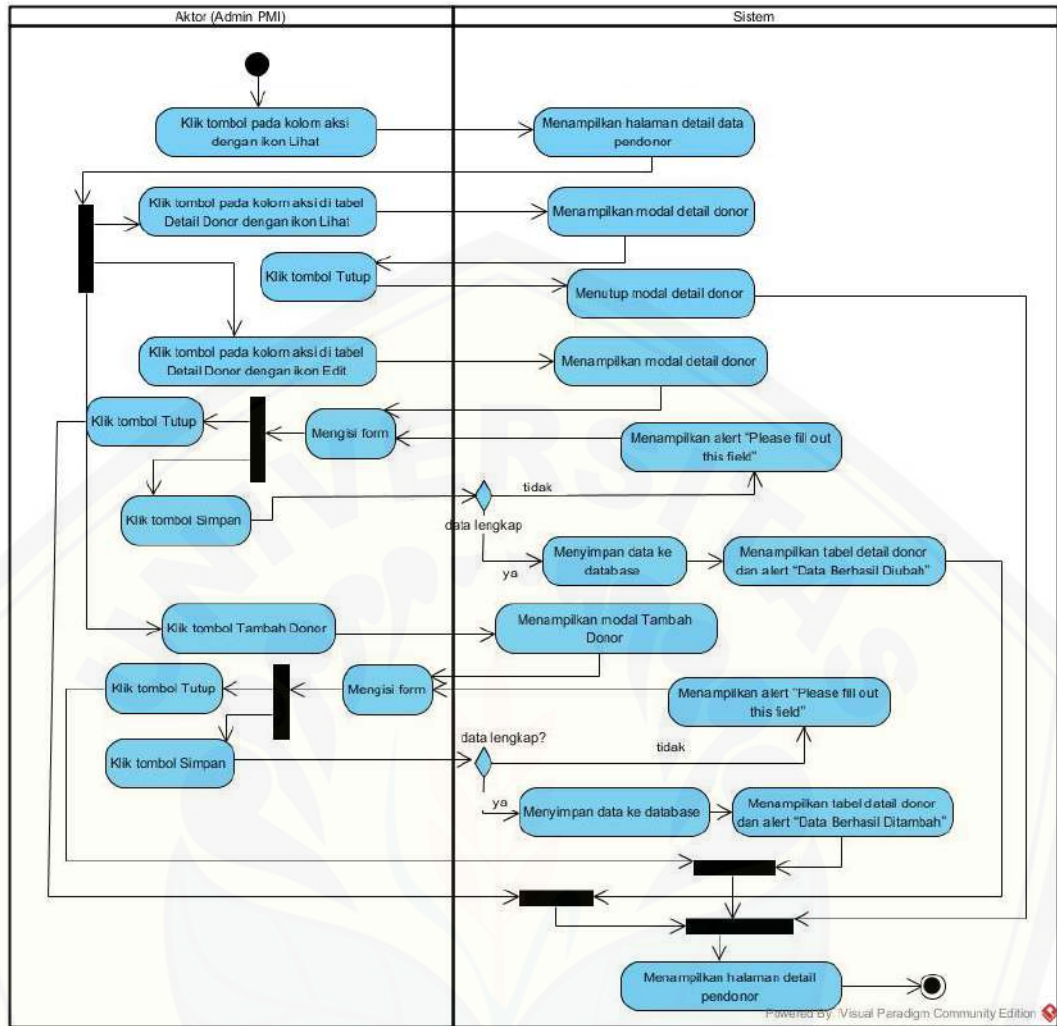 Aktor (Admin PMI)
Sistem
Klik tombol pada kolom aksi
dengan ikon Lihat
Menampilkan halaman detail data
pendonor
Klik tombol pada kolom aksi di tabel
Detail Donor dengan ikon Lihat
Menampilkan modal detail donor
Klik tombol Tutup
Menutup modal detail donor
Klik tombol pada kolom aksi di tabel
Detail Donor dengan ikon Edit
Menampilkan modal detail donor
Klik tombol Tutup
Mengisi form
Menampilkan alert "Please fill out
this field"
Klik tombol Simpan
tidak
data lengkap
ya
Menyimpan data ke
database
Menampilkan tabel detail donor
dan alert "Data Berhasil Diubah"
Klik tombol Tambah Donor
Menampilkan modal Tambah
Donor
Klik tombol Tutup
Mengisi form
Menampilkan alert "Please fill out
this field"
Klik tombol Simpan
data lengkap?
tidak
ya
Menyimpan data ke database
Menampilkan tabel datail donor
dan alert "Data Berhasil Ditambah"
Menampilkan halaman detail
pendonor
Powered By Visual Paradigm Community Edition
UNIVERSITAS